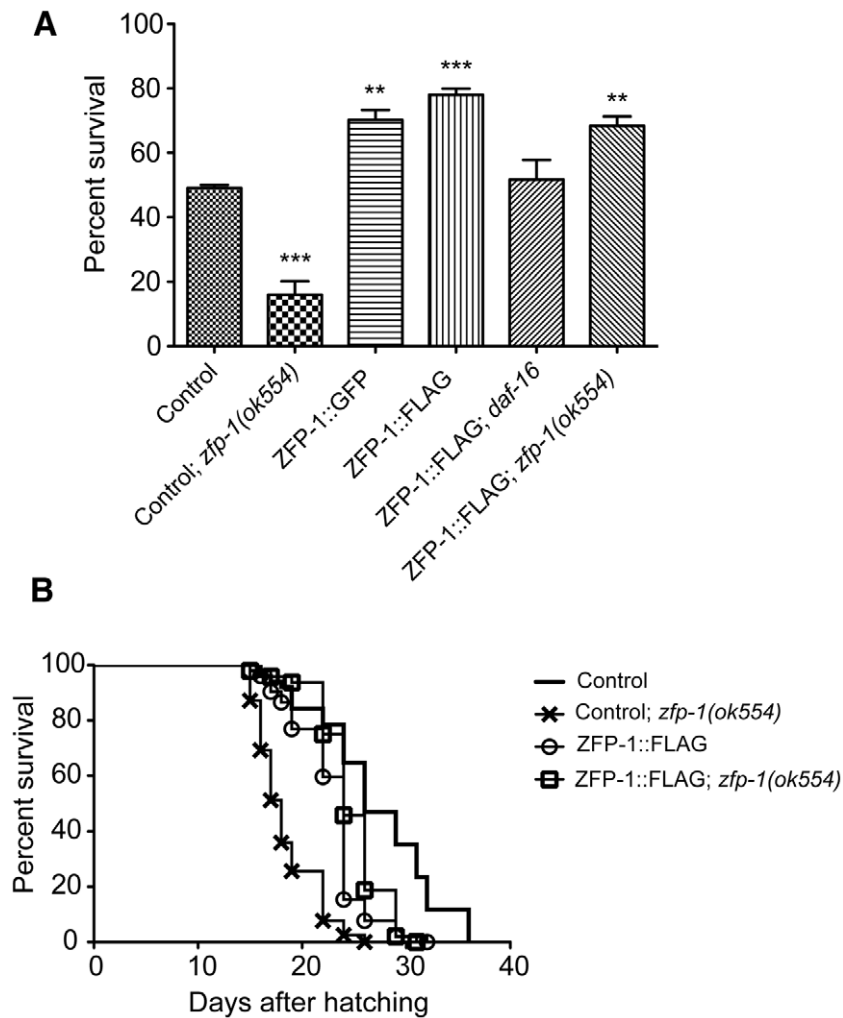 A
Percent survival
100
80
60
40
20
0
***
**
***
**
Control
Control; zfp-1(ok554)
ZFP-1::GFP
ZFP-1::FLAG
ZFP-1::FLAG; daf-16
ZFP-1::FLAG; zfp-1(ok554)
B
Percent survival
100
80
60
40
20
0
0 10 20 30 40
Days after hatching
Control
Control; zfp-1(ok554)
ZFP-1::FLAG
ZFP-1::FLAG; zfp-1(ok554)